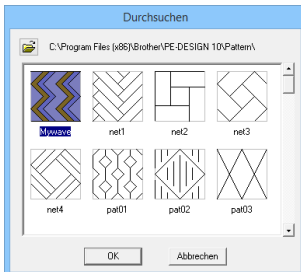 Durchsuchen
C:\Program Files (x86)\Brother\PE-DESIGN 10\Pattern\
Mywave net1 net2 net3
net4 pat01 pat02 pat03
OK Abbrechen